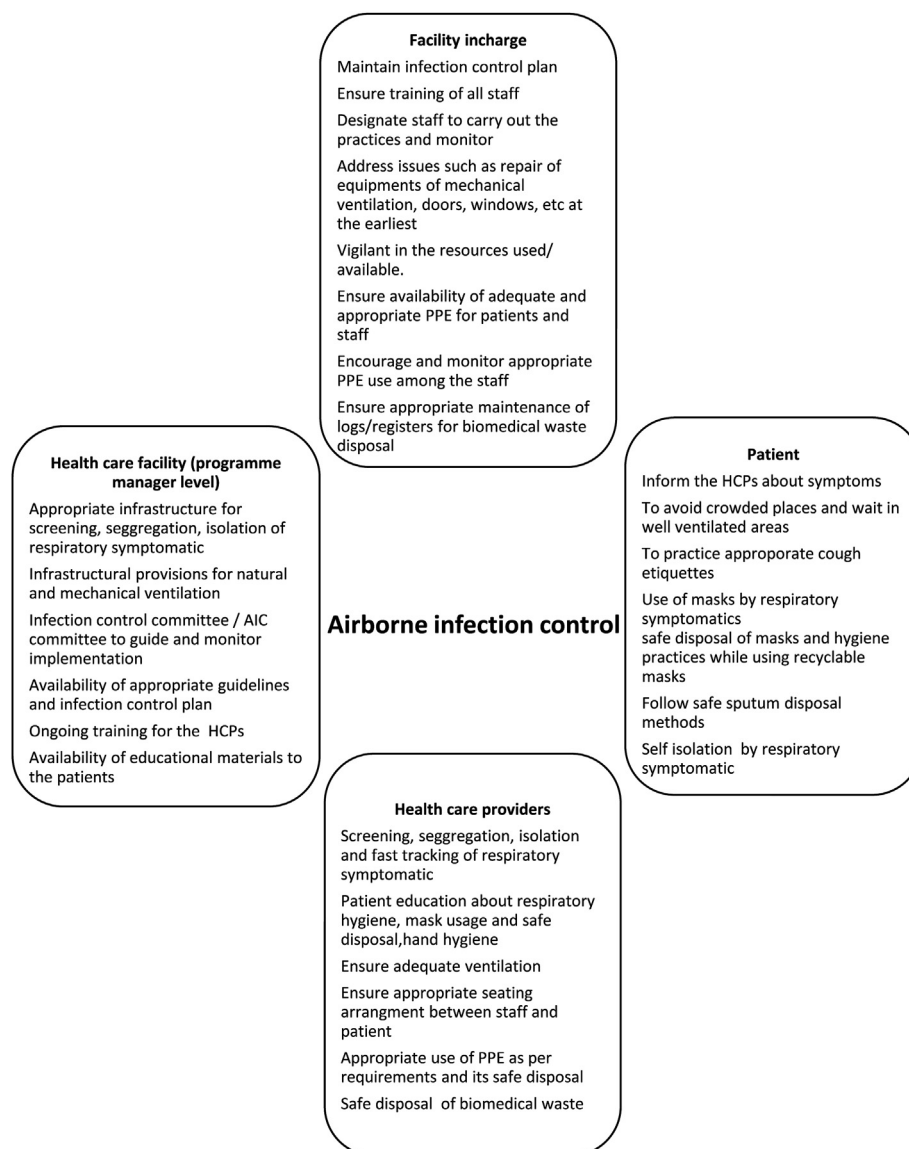 Facility incharge
Maintain infection control plan
Ensure training of all staff
Designate staff to carry out the
practices and monitor
Address issues such as repair of
equipments of mechanical
ventilation, doors, windows, etc at
the earliest
Vigilant in the resources used/
available.
Ensure availability of adequate and
appropriate PPE for patients and
staff
Encourage and monitor appropriate
PPE use among the staff
Ensure appropriate maintenance of
logs/registers for biomedical waste
disposal
Health care facility (programme
manager level)
Appropriate infrastructure for
screening, seggregation, isolation of
respiratory symptomatic
Infrastructural provisions for natural
and mechanical ventilation
Infection control committee / AIC
committee to guide and monitor
implementation
Availability of appropriate guidelines
and infection control plan
Ongoing training for the HCPs
Availability of educational materials to
the patients
Airborne infection control
Patient
Inform the HCPs about symptoms
To avoid crowded places and wait in
well ventilated areas
To practice approporate cough
etiquettes
Use of masks by respiratory
symptomatics
safe disposal of masks and hygiene
practices while using recyclable
masks
Follow safe sputum disposal
methods
Self isolation by respiratory
symptomatic
Health care providers
Screening, seggregation, isolation
and fast tracking of respiratory
symptomatic
Patient education about respiratory
hygiene, mask usage and safe
disposal,hand hygiene
Ensure adequate ventilation
Ensure appropriate seating
arrangment between staff and
patient
Appropriate use of PPE as per
requirements and its safe disposal
Safe disposal of biomedical waste